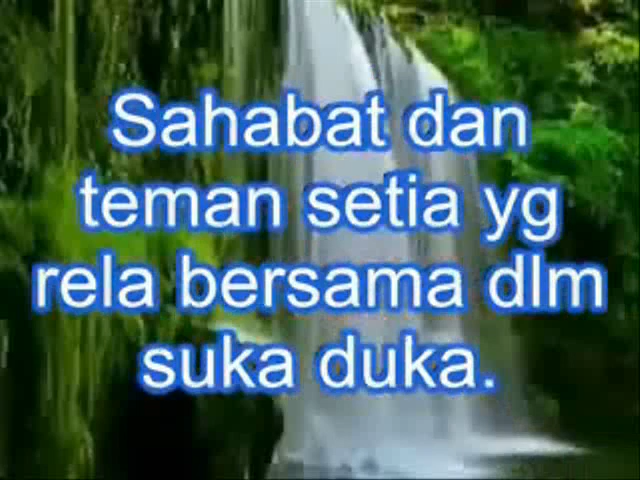 Sahabat dan
teman setia yg
rela bersama dlm
suka duka.